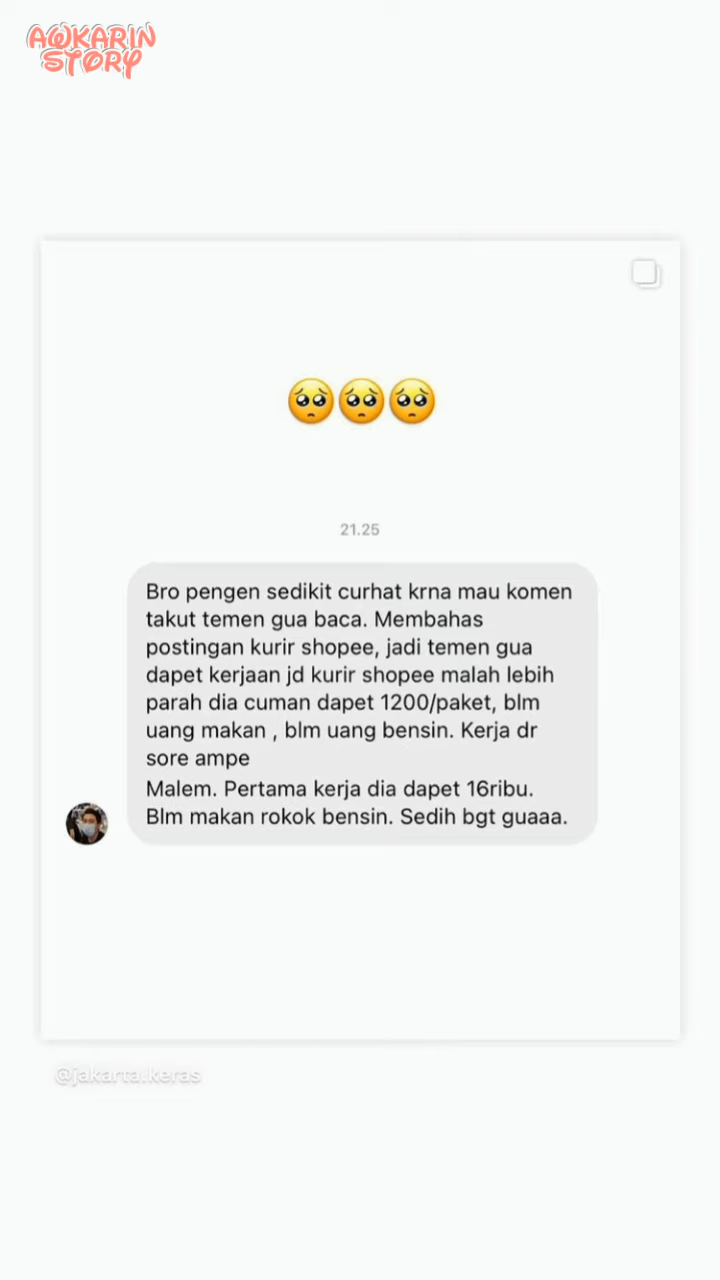 AWKARIN
STORY
🥺🥺🥺
21.25
Bro pengen sedikit curhat krna mau komen
takut temen gua baca. Membahas
postingan kurir shopee, jadi temen gua
dapet kerjaan jd kurir shopee malah lebih
parah dia cuman dapet 1200/paket, blm
uang makan , blm uang bensin. Kerja dr
sore ampe
Malem. Pertama kerja dia dapet 16ribu.
Blm makan rokok bensin. Sedih bgt guaaa.
@jakarta.keras